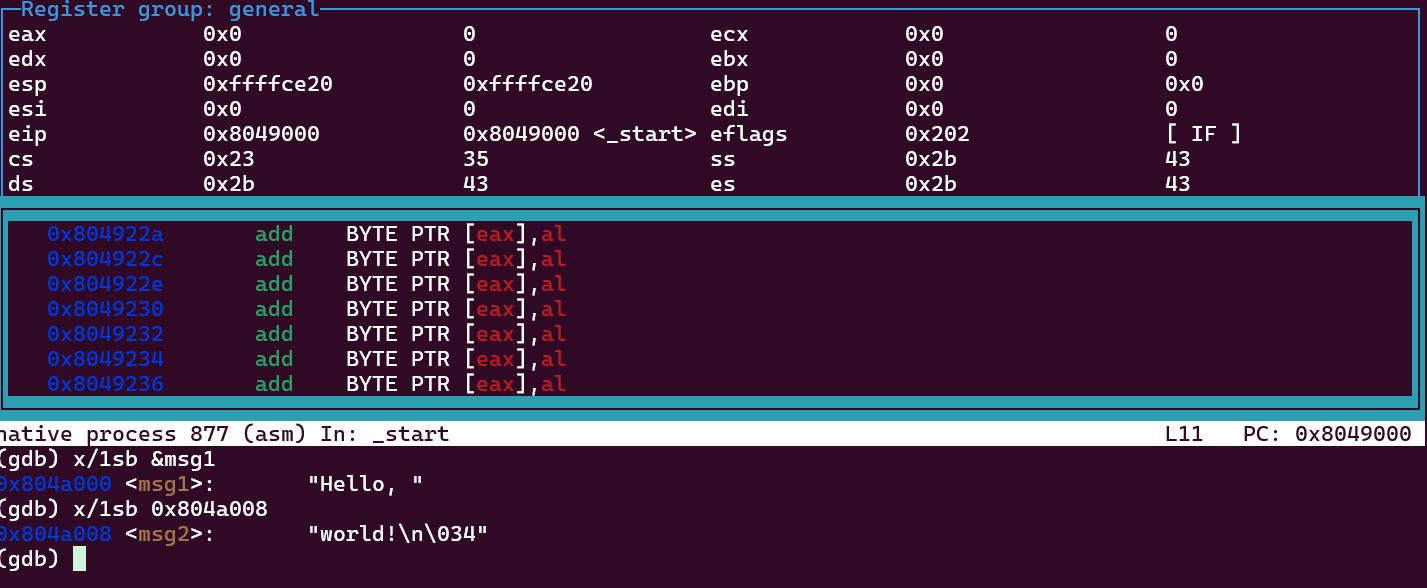 Register group: general
eax 0x0 0 ecx 0x0 0
edx 0x0 0 ebx 0x0 0
esp 0xffffce20 0xffffce20 ebp 0x0 0x0
esi 0x0 0 edi 0x0 0
eip 0x8049000 0x8049000 <_start> eflags 0x202 [ IF ]
cs 0x23 35 ss 0x2b 43
ds 0x2b 43 es 0x2b 43
0x804922a add BYTE PTR [eax],al
0x804922c add BYTE PTR [eax],al
0x804922e add BYTE PTR [eax],al
0x8049230 add BYTE PTR [eax],al
0x8049232 add BYTE PTR [eax],al
0x8049234 add BYTE PTR [eax],al
0x8049236 add BYTE PTR [eax],al
native process 877 (asm) In: _start L11 PC: 0x8049000
(gdb) x/1sb &msg1
0x804a000 <msg1>: "Hello, "
(gdb) x/1sb 0x804a008
0x804a008 <msg2>: "world!\n\034"
(gdb)